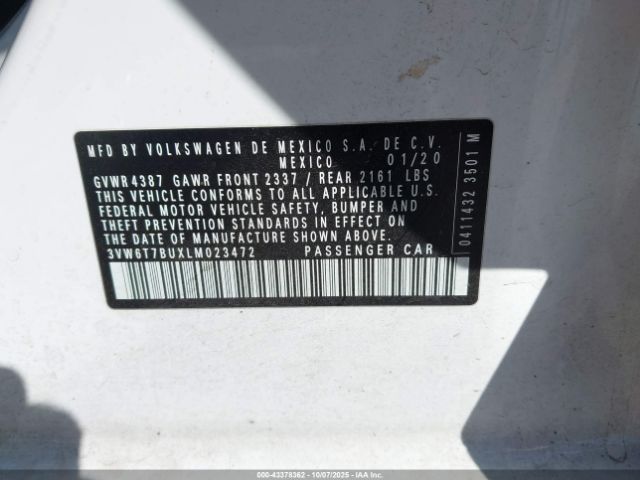 MFD BY VOLKSWAGEN DE MEXICO S.A. DE C.V.
MEXICO 01/20
GVWR 4387 GAWR FRONT 2337 / REAR 2161 LBS
THIS VEHICLE CONFORMS TO ALL APPLICABLE U.S.
FEDERAL MOTOR VEHICLE SAFETY, BUMPER AND
THEFT PREVENTION STANDARDS IN EFFECT ON
THE DATE OF MANUFACTURE SHOWN ABOVE.
3VW6T7BUXLM023472 PASSENGER CAR
0411432 3501 M
000-43378362 - 10/07/2025 - IAA, Inc.